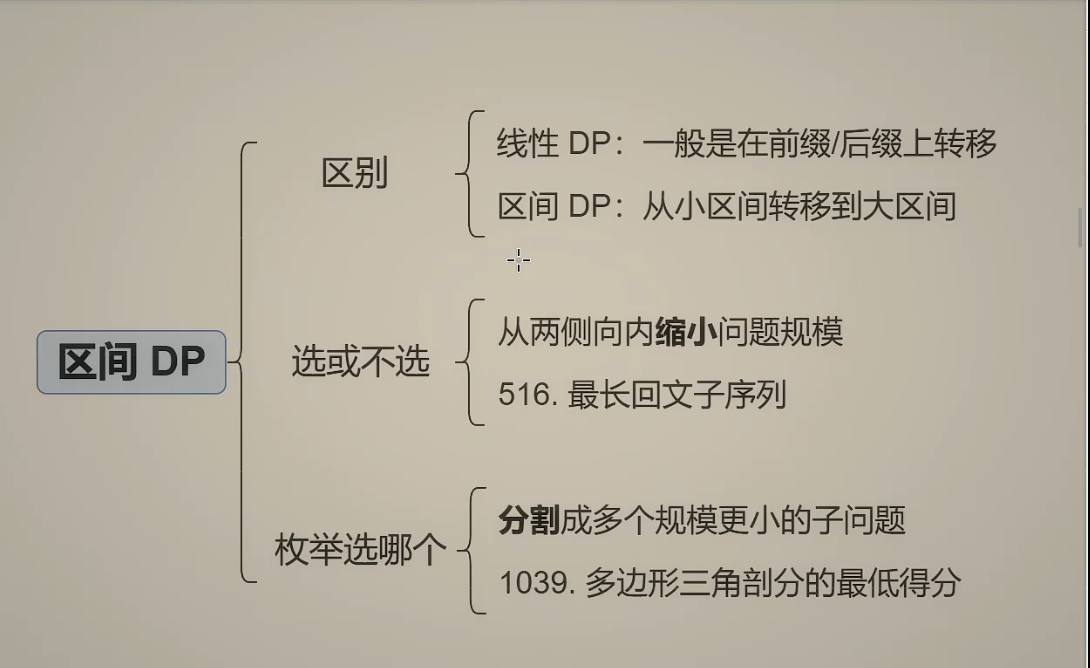 区间 DP
区别
线性 DP：一般是在前缀/后缀上转移
区间 DP：从小区间转移到大区间
选或不选
从两侧向内缩小问题规模
516. 最长回文子序列
枚举选哪个
分割成多个规模更小的子问题
1039. 多边形三角剖分的最低得分